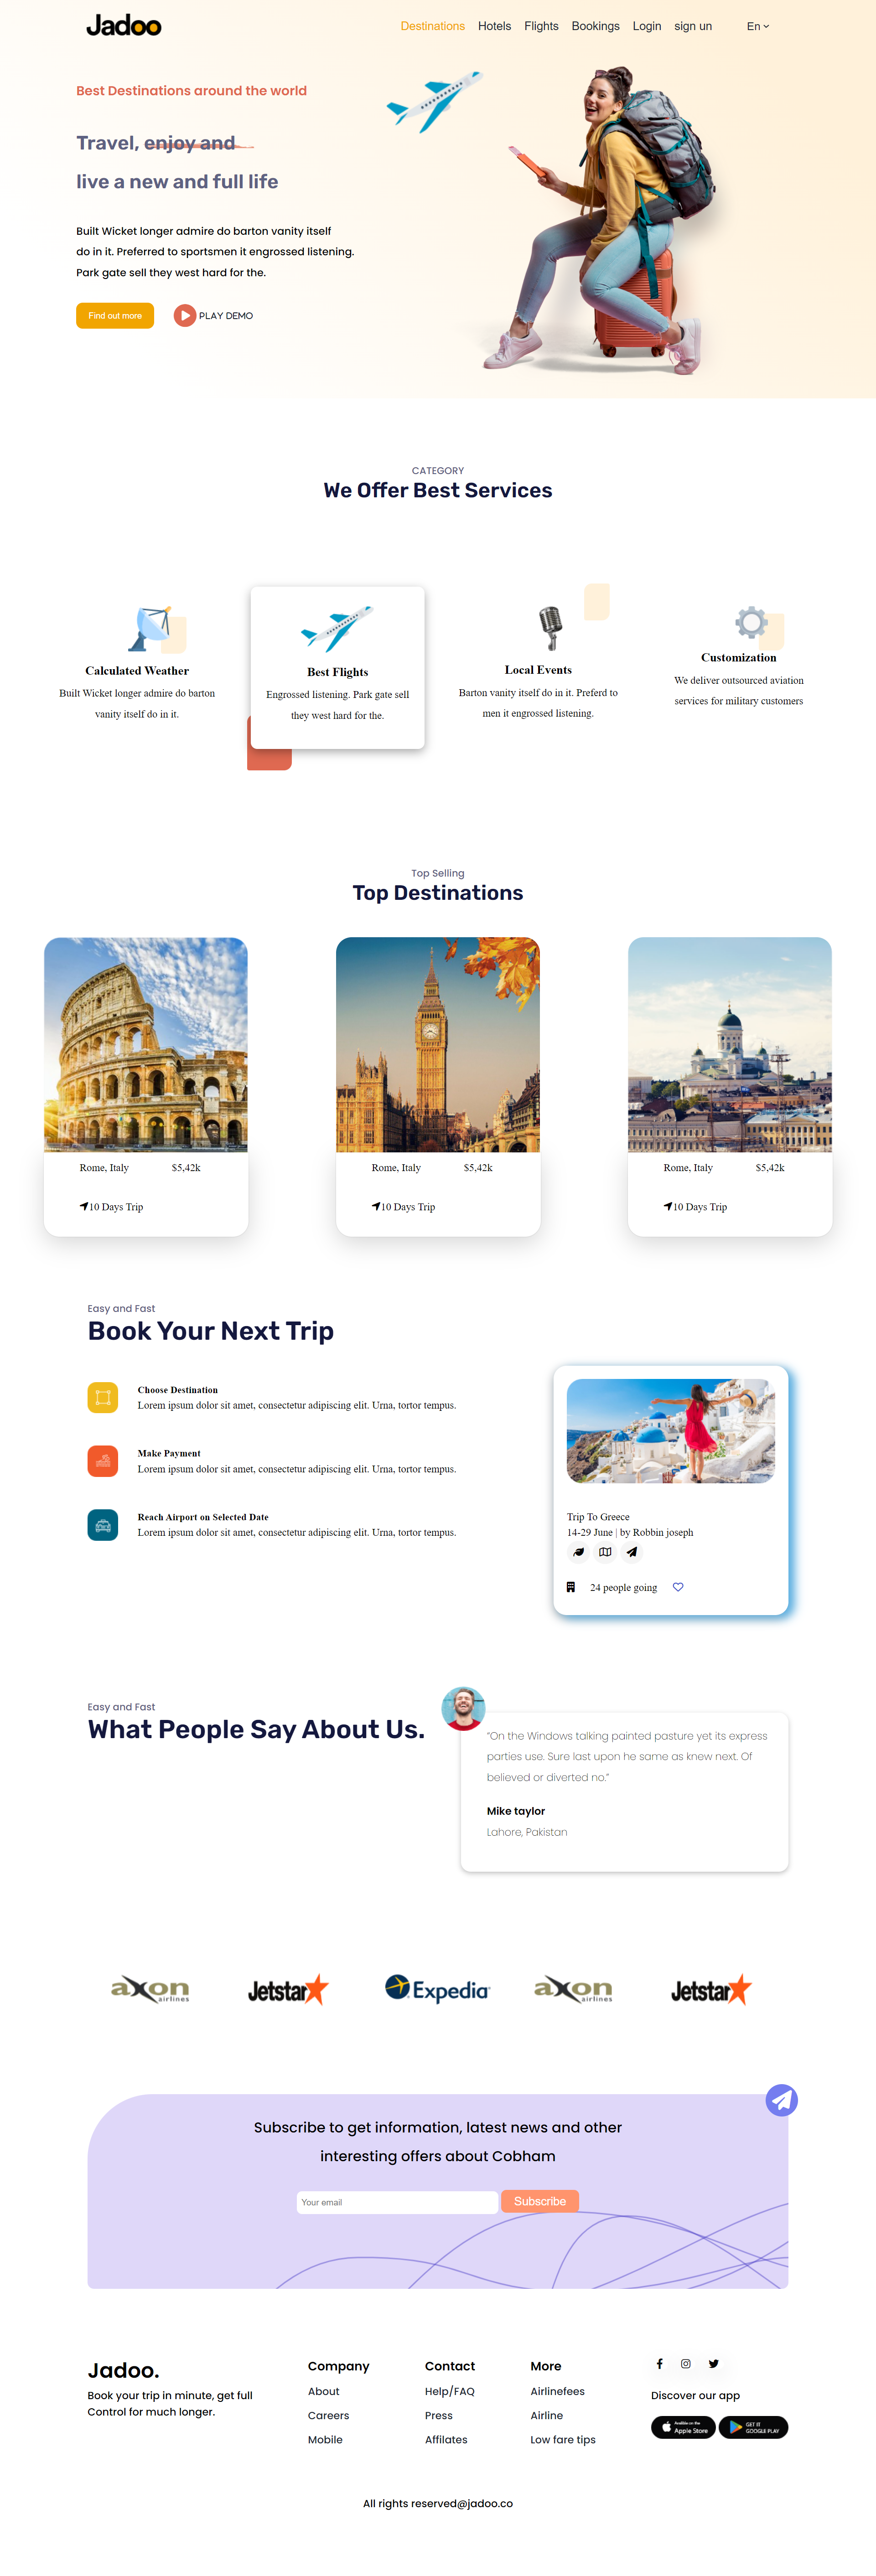 Jadoo
Destinations Hotels Flights Bookings Login sign un En
Best Destinations around the world
Travel, enjoy and
live a new and full life
Built Wicket longer admire do barton vanity itself
do in it. Preferred to sportsmen it engrossed listening.
Park gate sell they west hard for the.
Find out more
PLAY DEMO
CATEGORY
We Offer Best Services
Calculated Weather
Built Wicket longer admire do barton
vanity itself do in it.
Best Flights
Engrossed listening. Park gate sell
they west hard for the.
Local Events
Barton vanity itself do in it. Preferd to
men it engrossed listening.
Customization
We deliver outsourced aviation
services for military customers
Top Selling
Top Destinations
Rome, Italy $5,42k
10 Days Trip
Rome, Italy $5,42k
10 Days Trip
Rome, Italy $5,42k
10 Days Trip
Easy and Fast
Book Your Next Trip
Choose Destination
Lorem ipsum dolor sit amet, consectetur adipiscing elit. Urna, tortor tempus.
Make Payment
Lorem ipsum dolor sit amet, consectetur adipiscing elit. Urna, tortor tempus.
Reach Airport on Selected Date
Lorem ipsum dolor sit amet, consectetur adipiscing elit. Urna, tortor tempus.
Trip To Greece
14-29 June | by Robbin joseph
24 people going
Easy and Fast
What People Say About Us.
“On the Windows talking painted pasture yet its express
parties use. Sure last upon he same as knew next. Of
believed or diverted no.”
Mike taylor
Lahore, Pakistan
axon airlines
Jetstar
Expedia
axon airlines
Jetstar
Subscribe to get information, latest news and other
interesting offers about Cobham
Your email
Subscribe
Jadoo.
Book your trip in minute, get full
Control for much longer.
Company
About
Careers
Mobile
Contact
Help/FAQ
Press
Affilates
More
Airlinefees
Airline
Low fare tips
Discover our app
Apple Store
GET IT
GOOGLE PLAY
All rights reserved@jadoo.co